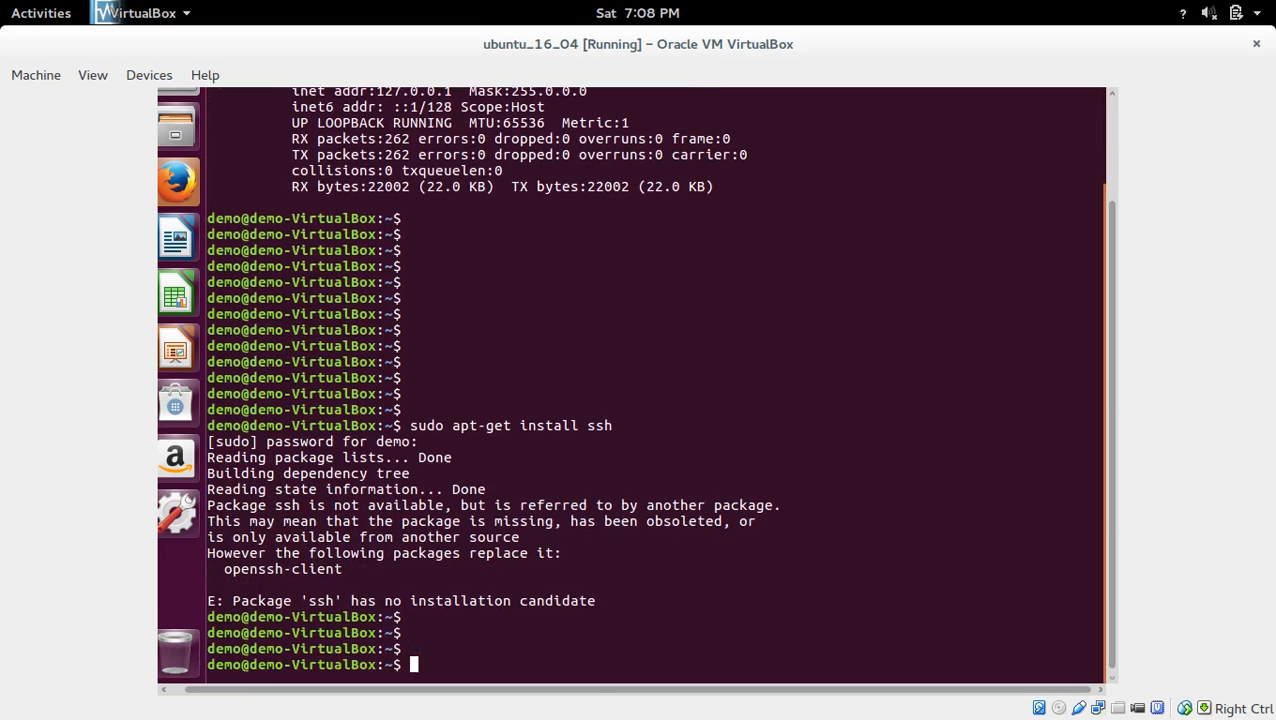 Activities VirtualBox Sat 7:08 PM ?
ubuntu_16_04 [Running] – Oracle VM VirtualBox
Machine View Devices Help
inet addr:127.0.0.1 Mask:255.0.0.0
inet6 addr: ::1/128 Scope:Host
UP LOOPBACK RUNNING MTU:65536 Metric:1
RX packets:262 errors:0 dropped:0 overruns:0 frame:0
TX packets:262 errors:0 dropped:0 overruns:0 carrier:0
collisions:0 txqueuelen:0
RX bytes:22002 (22.0 KB) TX bytes:22002 (22.0 KB)
demo@demo-VirtualBox:~$
demo@demo-VirtualBox:~$
demo@demo-VirtualBox:~$
demo@demo-VirtualBox:~$
demo@demo-VirtualBox:~$
demo@demo-VirtualBox:~$
demo@demo-VirtualBox:~$
demo@demo-VirtualBox:~$
demo@demo-VirtualBox:~$
demo@demo-VirtualBox:~$
demo@demo-VirtualBox:~$
demo@demo-VirtualBox:~$
demo@demo-VirtualBox:~$
demo@demo-VirtualBox:~$ sudo apt-get install ssh
[sudo] password for demo:
Reading package lists... Done
Building dependency tree
Reading state information... Done
Package ssh is not available, but is referred to by another package.
This may mean that the package is missing, has been obsoleted, or
is only available from another source
However the following packages replace it:
openssh-client
E: Package 'ssh' has no installation candidate
demo@demo-VirtualBox:~$
demo@demo-VirtualBox:~$
demo@demo-VirtualBox:~$
demo@demo-VirtualBox:~$
Right Ctrl